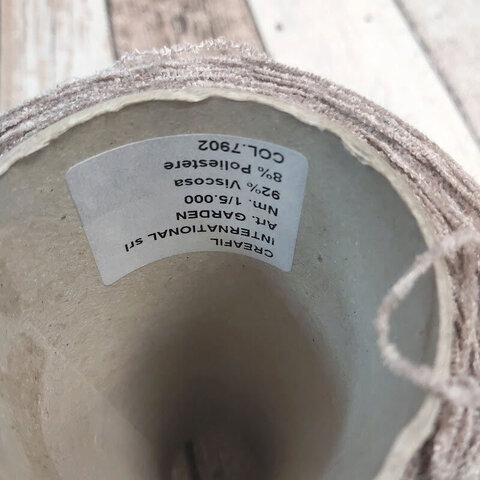 CREAFIL
INTERNATIONAL srl
Art. GARDEN
Nm. 1/5.000
92% Viscosa
8% Poliestere
COL.7902